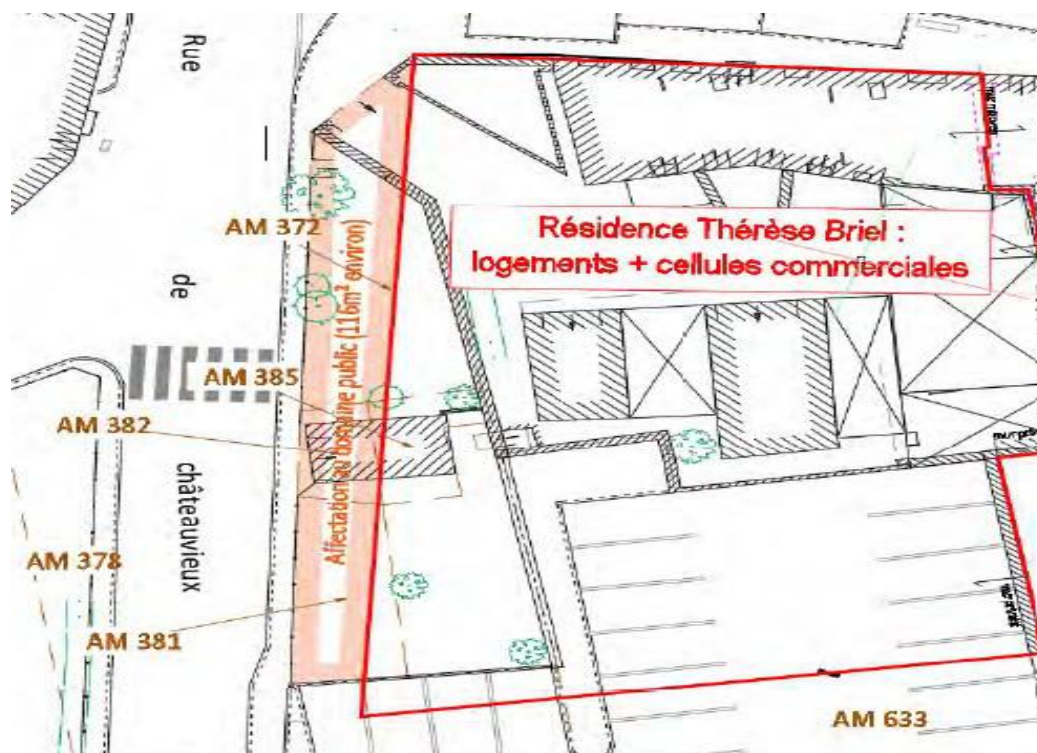 Rue
de
châteauvieux
AM 372
Résidence Thérèse Briel :
logements + cellules commerciales
Affectation au domaine public (116m² environ)
AM 385
AM 382
AM 378
AM 381
AM 633